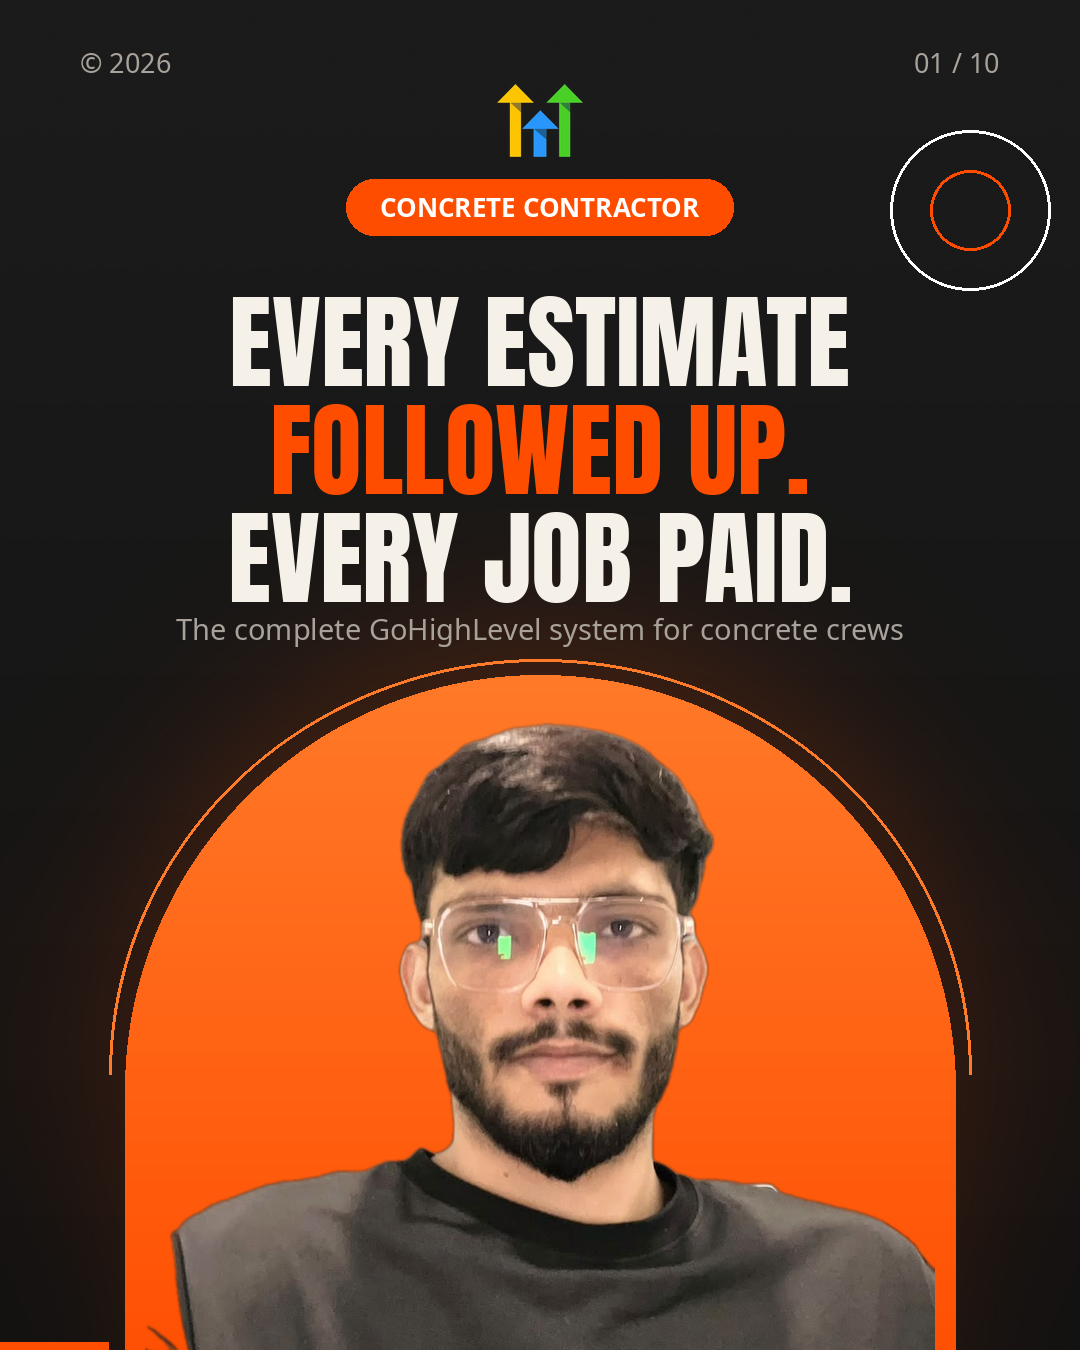 © 2026
01 / 10
CONCRETE CONTRACTOR
EVERY ESTIMATE
FOLLOWED UP.
EVERY JOB PAID.
The complete GoHighLevel system for concrete crews